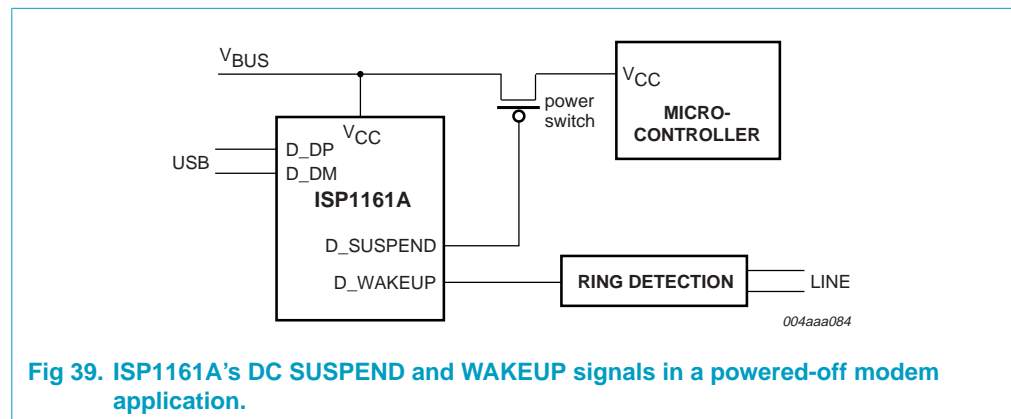 VBUS
power
switch
VCC
MICRO-
CONTROLLER
VCC
USB
D_DP
D_DM
ISP1161A
D_SUSPEND
D_WAKEUP
RING DETECTION
LINE
004aaa084
Fig 39. ISP1161A’s DC SUSPEND and WAKEUP signals in a powered-off modem
application.